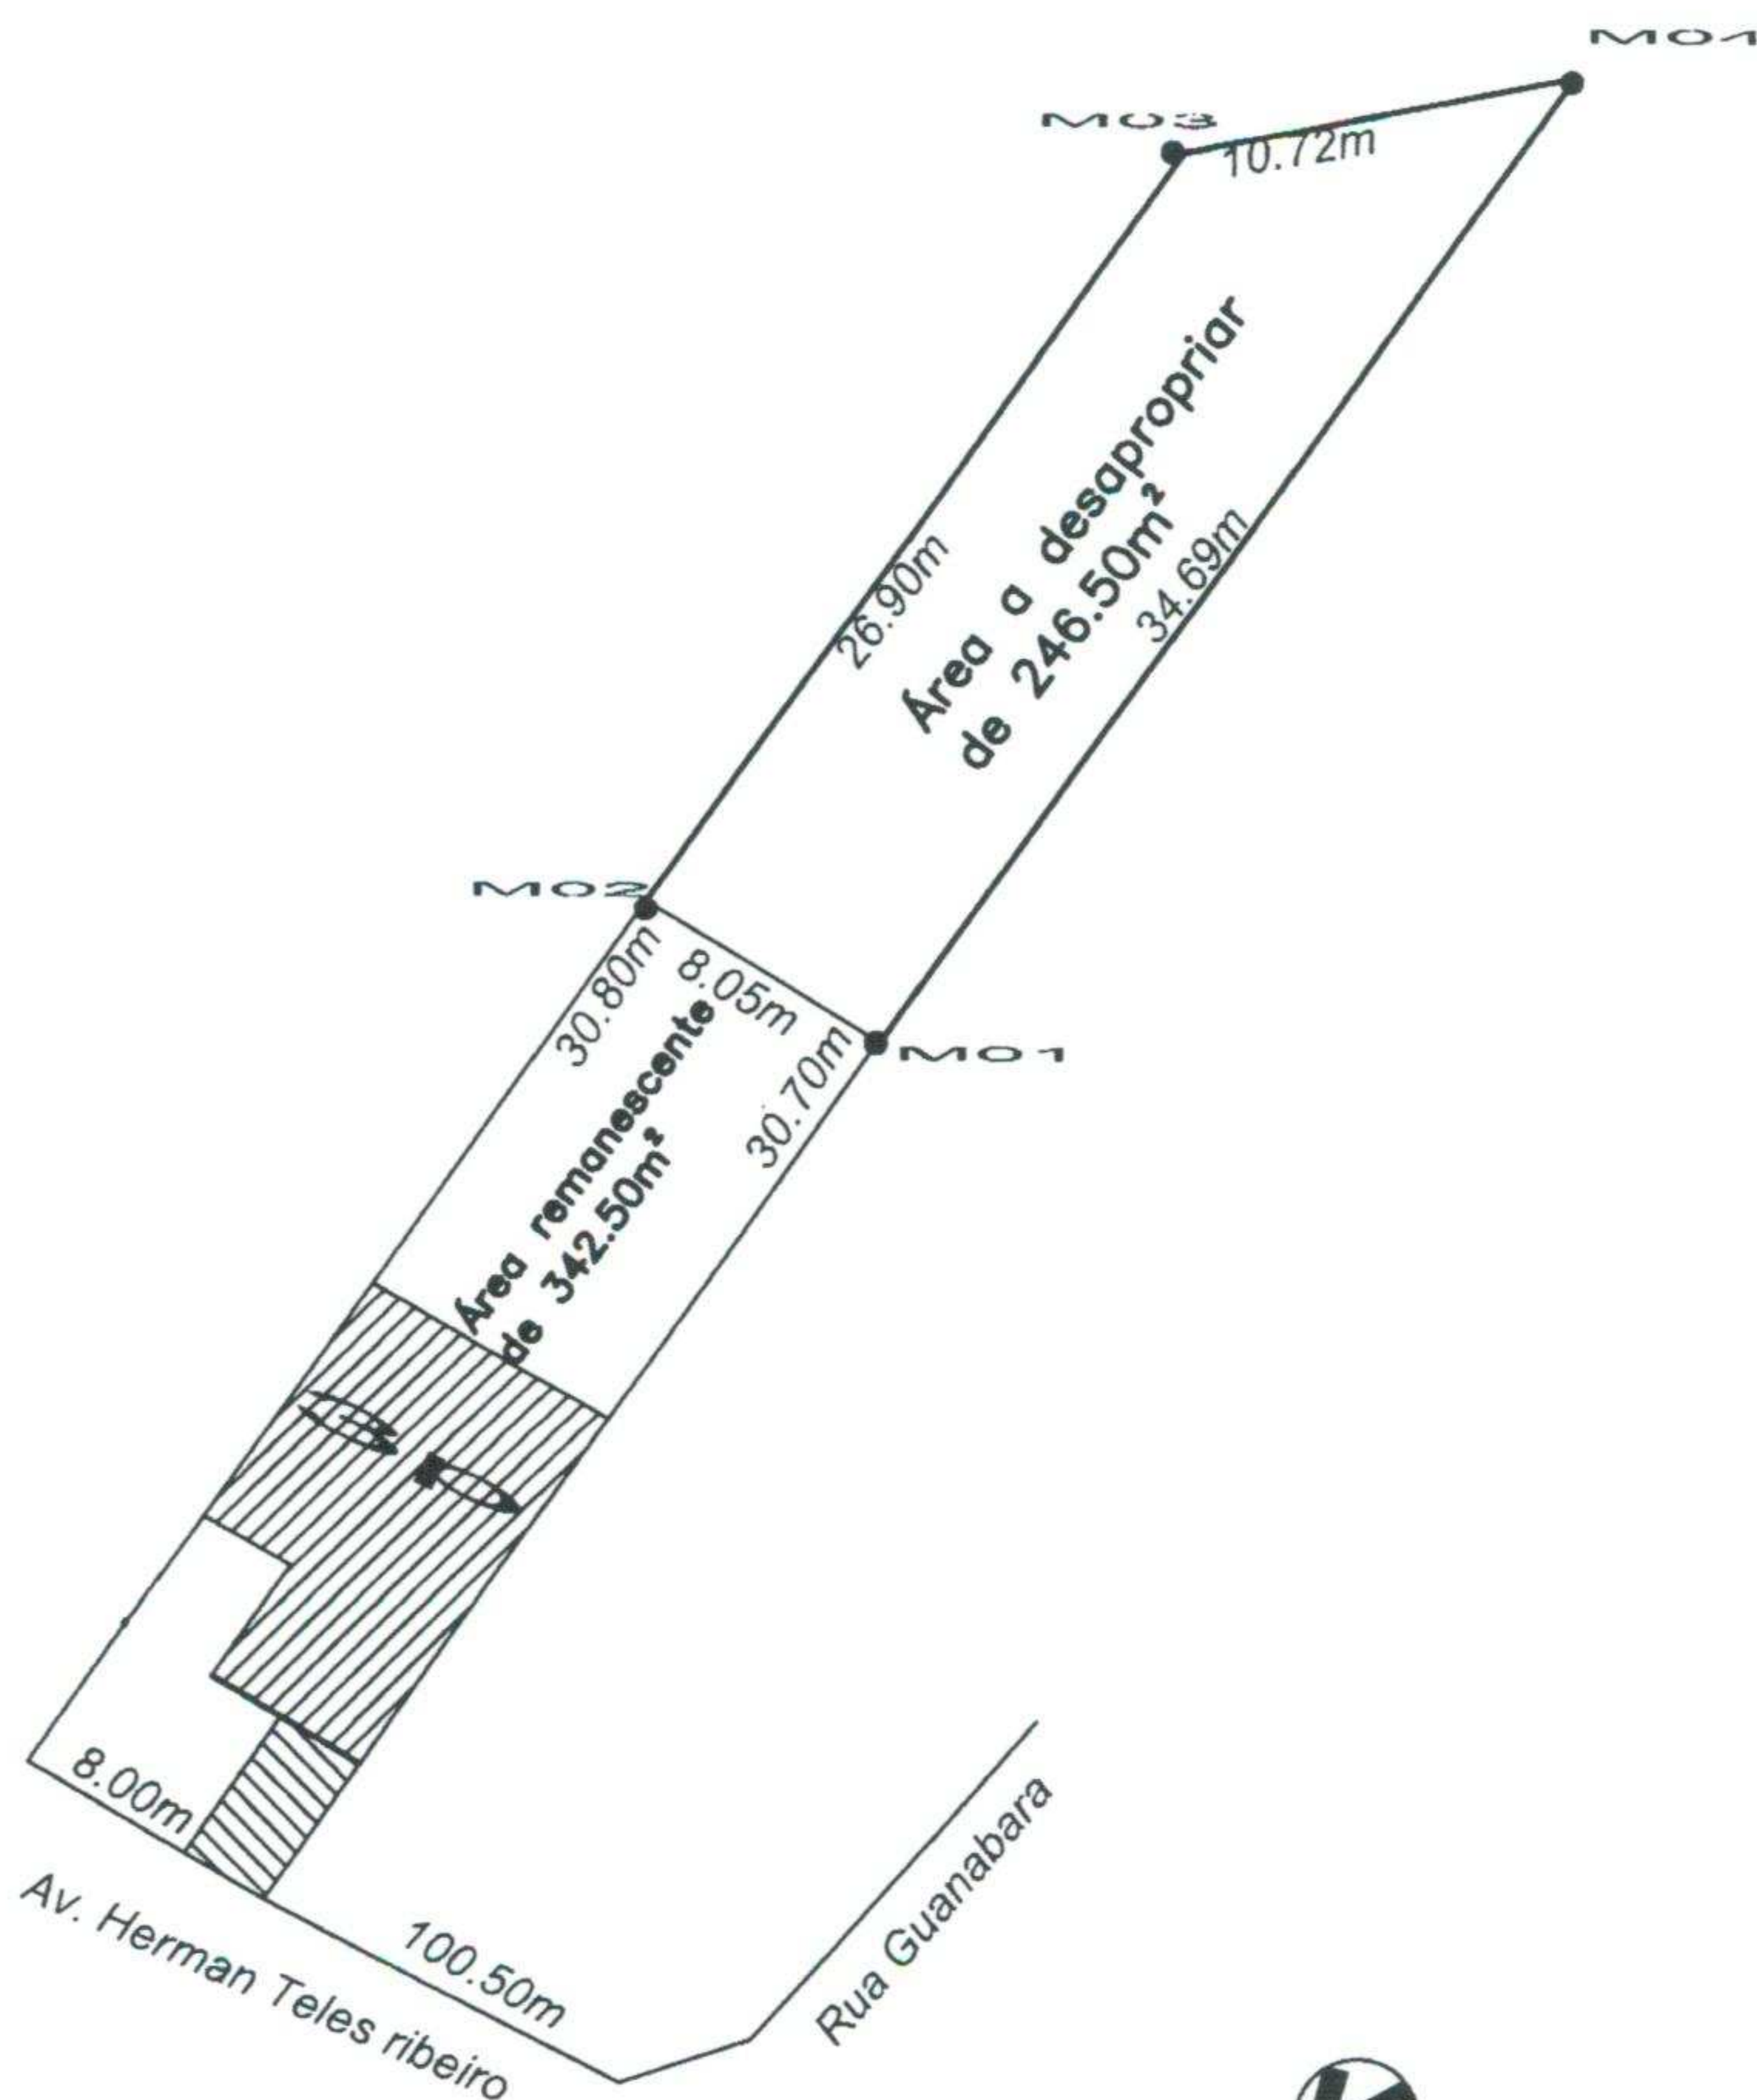 M04
M03
10.72m
Área a desapropriar
de 246.50m²
26.90m
34.69m
M02
8.05m
30.80m
M01
30.70m
Área remanescente
de 342.50m²
8.00m
100.50m
Av. Herman Teles ribeiro
Rua Guanabara